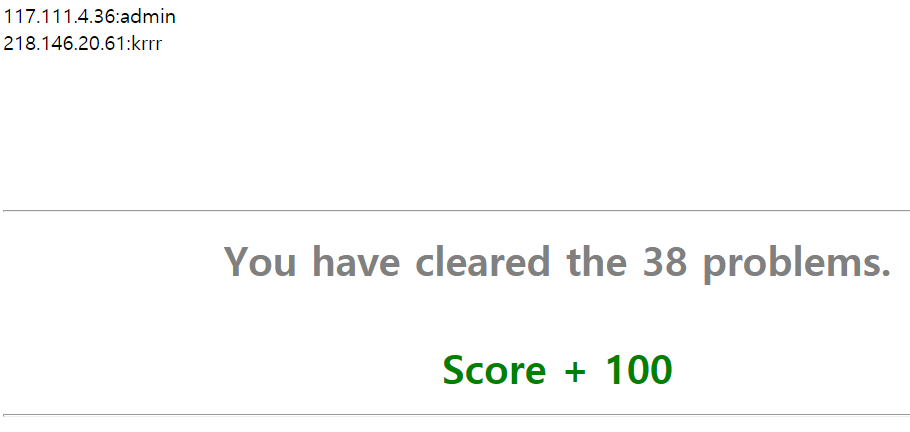 117.111.4.36:admin
218.146.20.61:krrr
You have cleared the 38 problems.
Score + 100